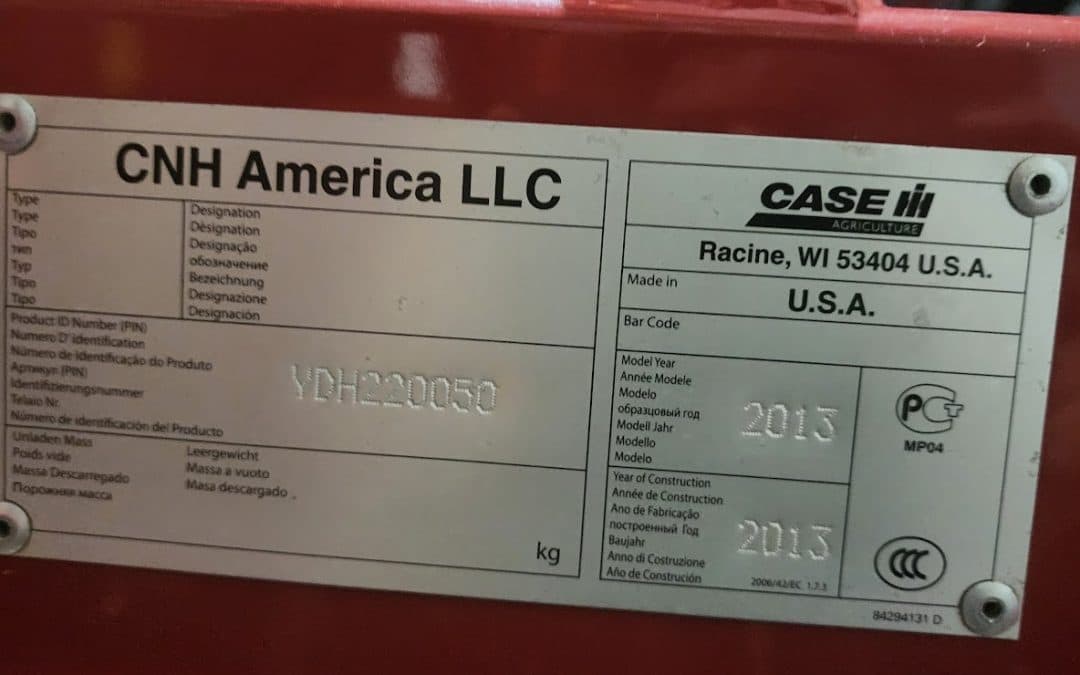 CNH America LLC
Type
Type
Tipo
тип
Typ
Tipo
Tipo
Designation
Dèsignation
Designação
обозначение
Bezeichnung
Designazione
Designación
Product ID Number (PIN)
Numero D' identification
Número de Identificação do Produto
Артикул (PIN)
Identifizierungsnummer
Telaio Nr.
Número de identificación del Producto
YDH220050
Unladen Mass
Poids vide
Massa Descarregado
Порожняя масса
Leergewicht
Massa a vuoto
Masa descargado
kg
CASE IH
AGRICULTURE
Racine, WI 53404 U.S.A.
Made in
U.S.A.
Bar Code
Model Year
Année Modele
Modelo
образцовый год
Modell Jahr
Modello
Modelo
2013
Year of Construction
Année de Construction
Ano de Fabricação
построенный Год
Baujahr
Anno di Costruzione
Año de Construción
2013
2006/42/EC 1.7.3
РСТ
MP04
CCC
84294131 D